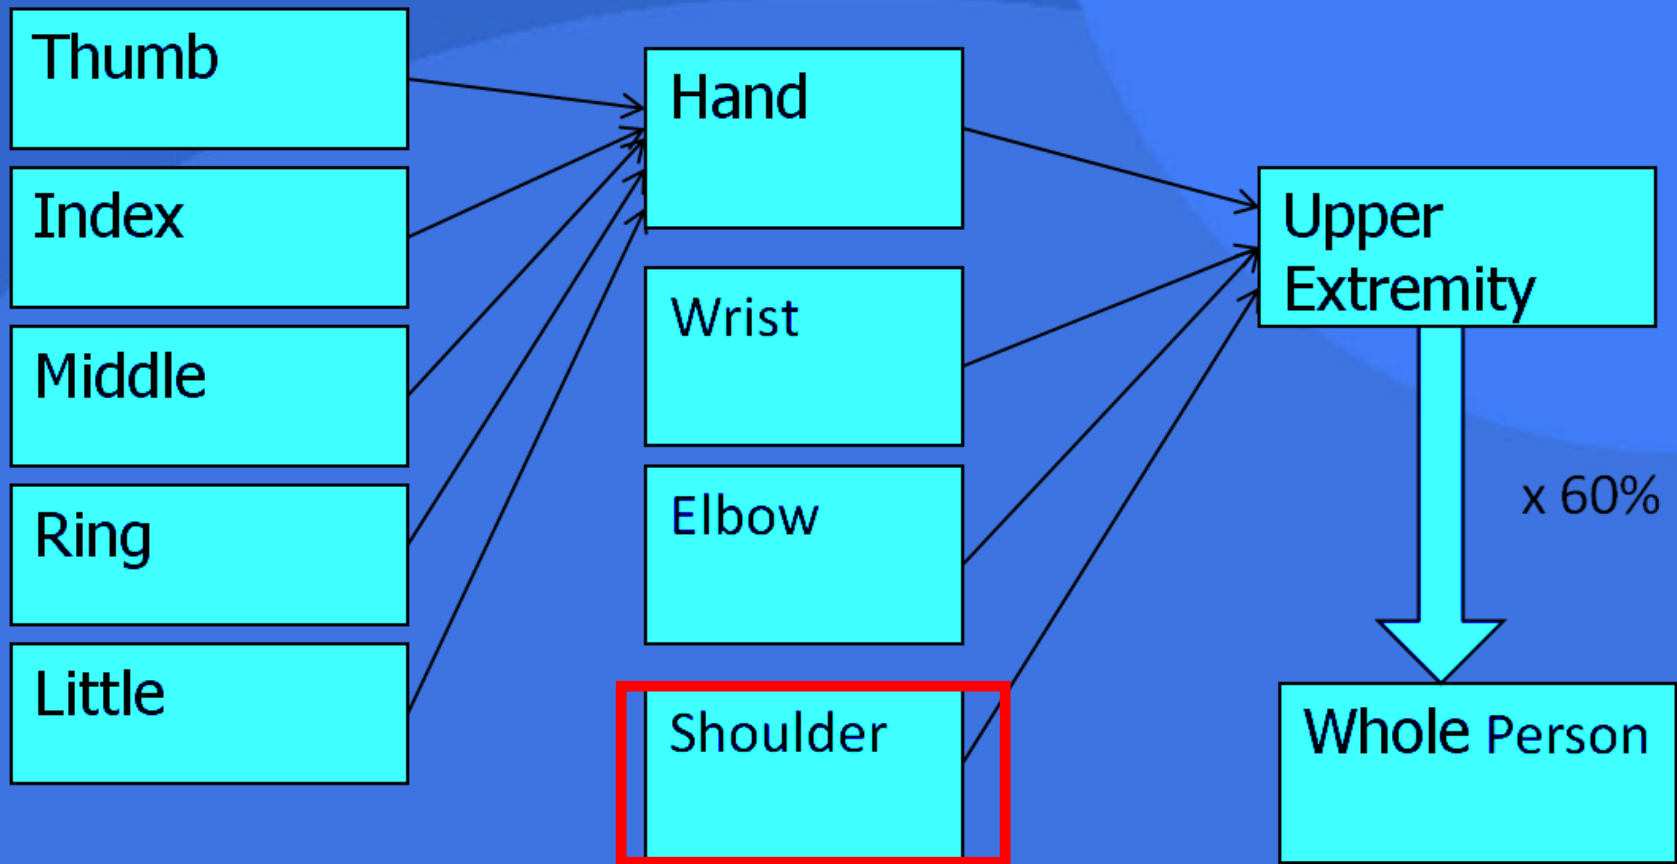 Thumb
Index
Middle
Ring
Little
Hand
Wrist
Elbow
Shoulder
Upper
Extremity
x 60%
Whole Person